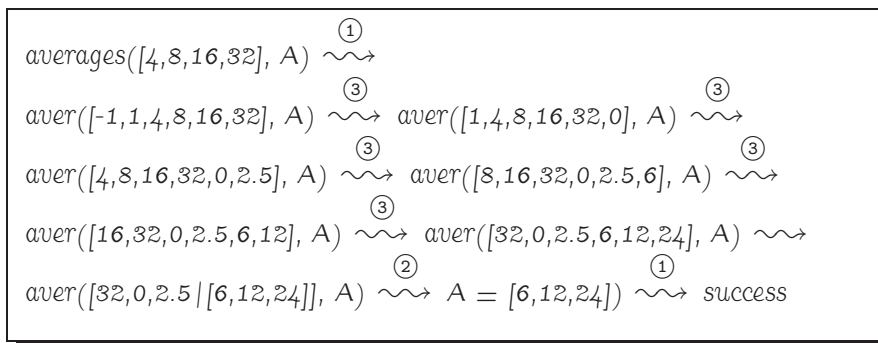 averages([4,8,16,32], A) ①⇝
aver([-1,1,4,8,16,32], A) ③⇝ aver([1,4,8,16,32,0], A) ③⇝
aver([4,8,16,32,0,2.5], A) ③⇝ aver([8,16,32,0,2.5,6], A) ③⇝
aver([16,32,0,2.5,6,12], A) ③⇝ aver([32,0,2.5,6,12,24], A) ⇝
aver([32,0,2.5|[6,12,24]], A) ②⇝ A = [6,12,24]) ①⇝ success